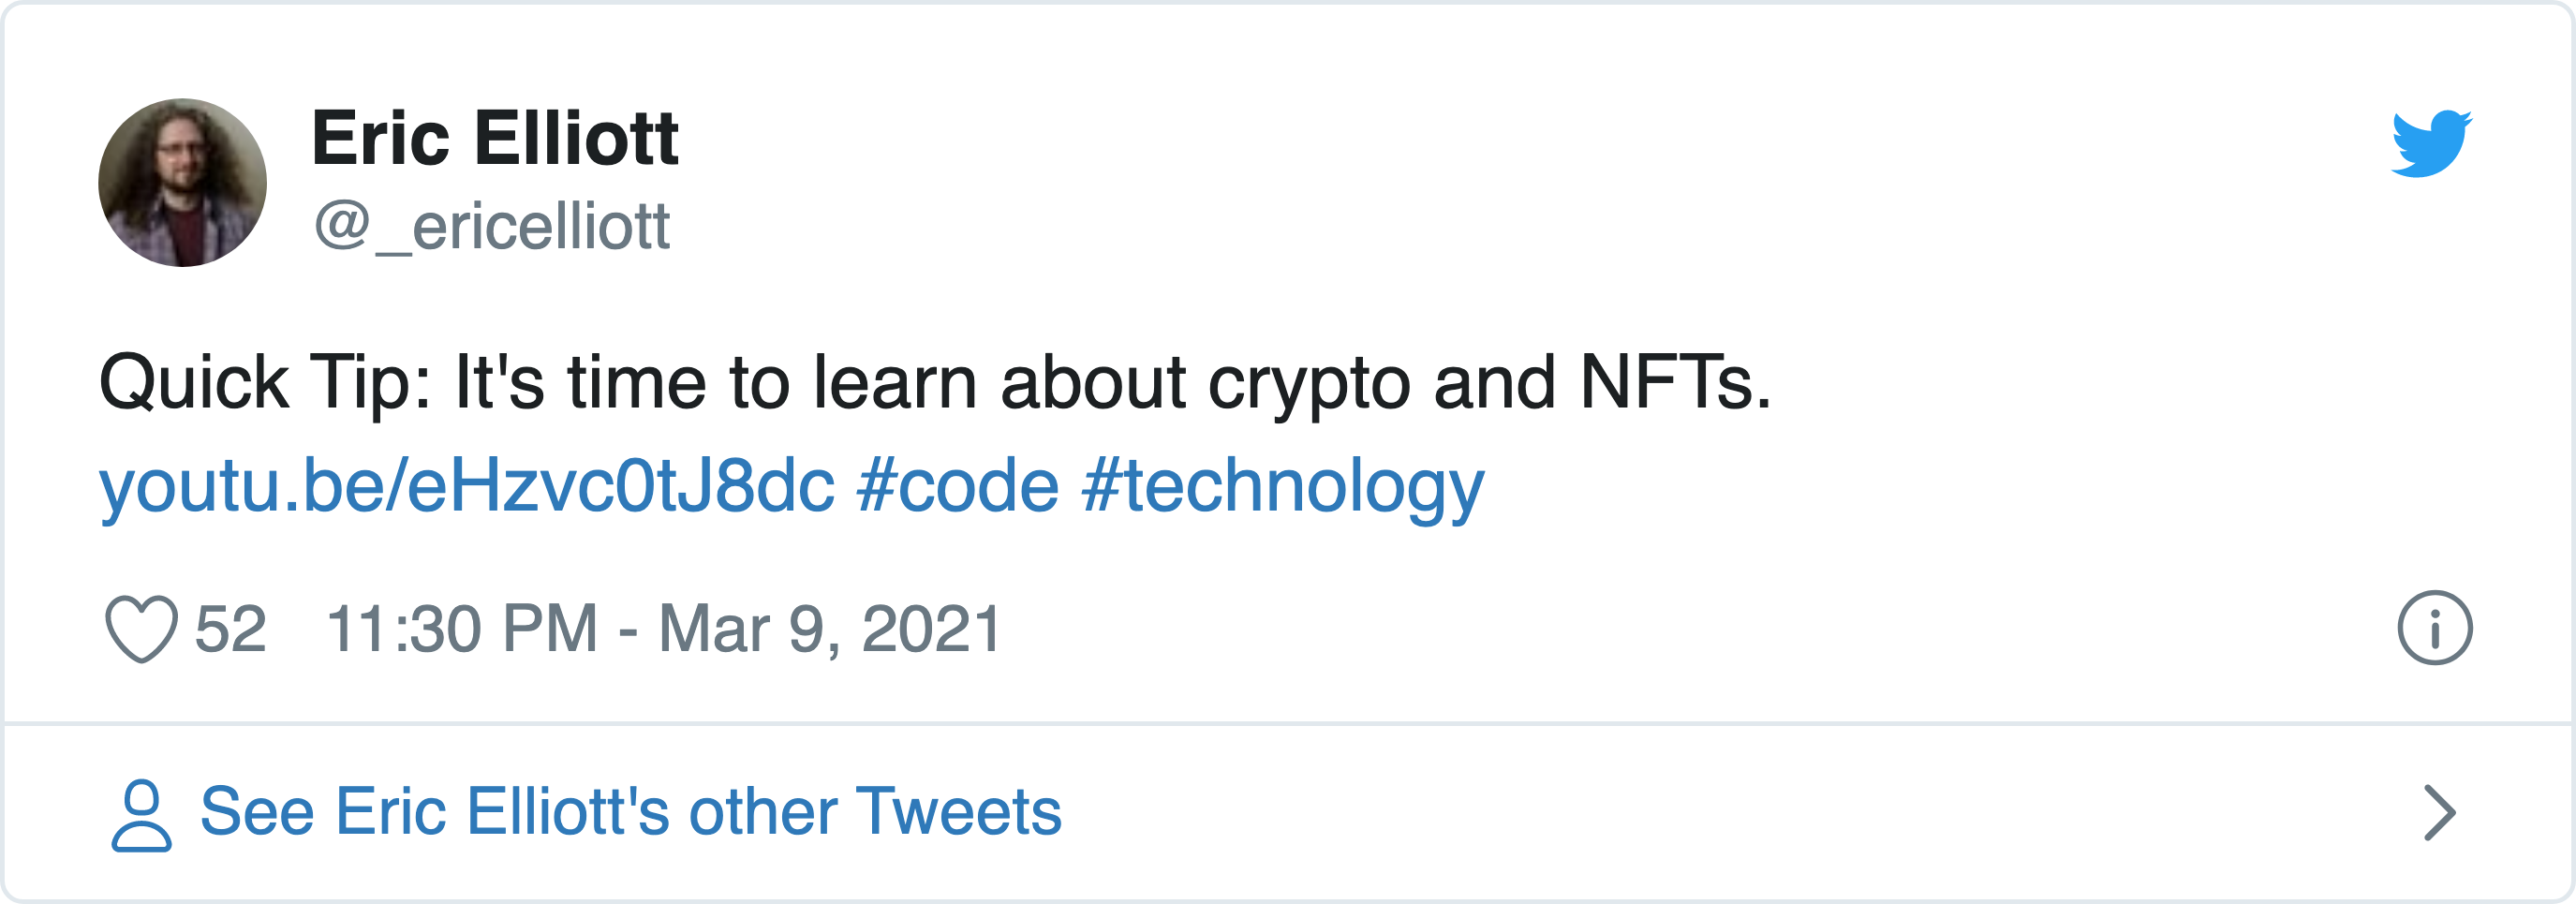 Eric Elliott
@_ericelliott
Quick Tip: It's time to learn about crypto and NFTs.
youtu.be/eHzvc0tJ8dc #code #technology
52 11:30 PM - Mar 9, 2021
See Eric Elliott's other Tweets